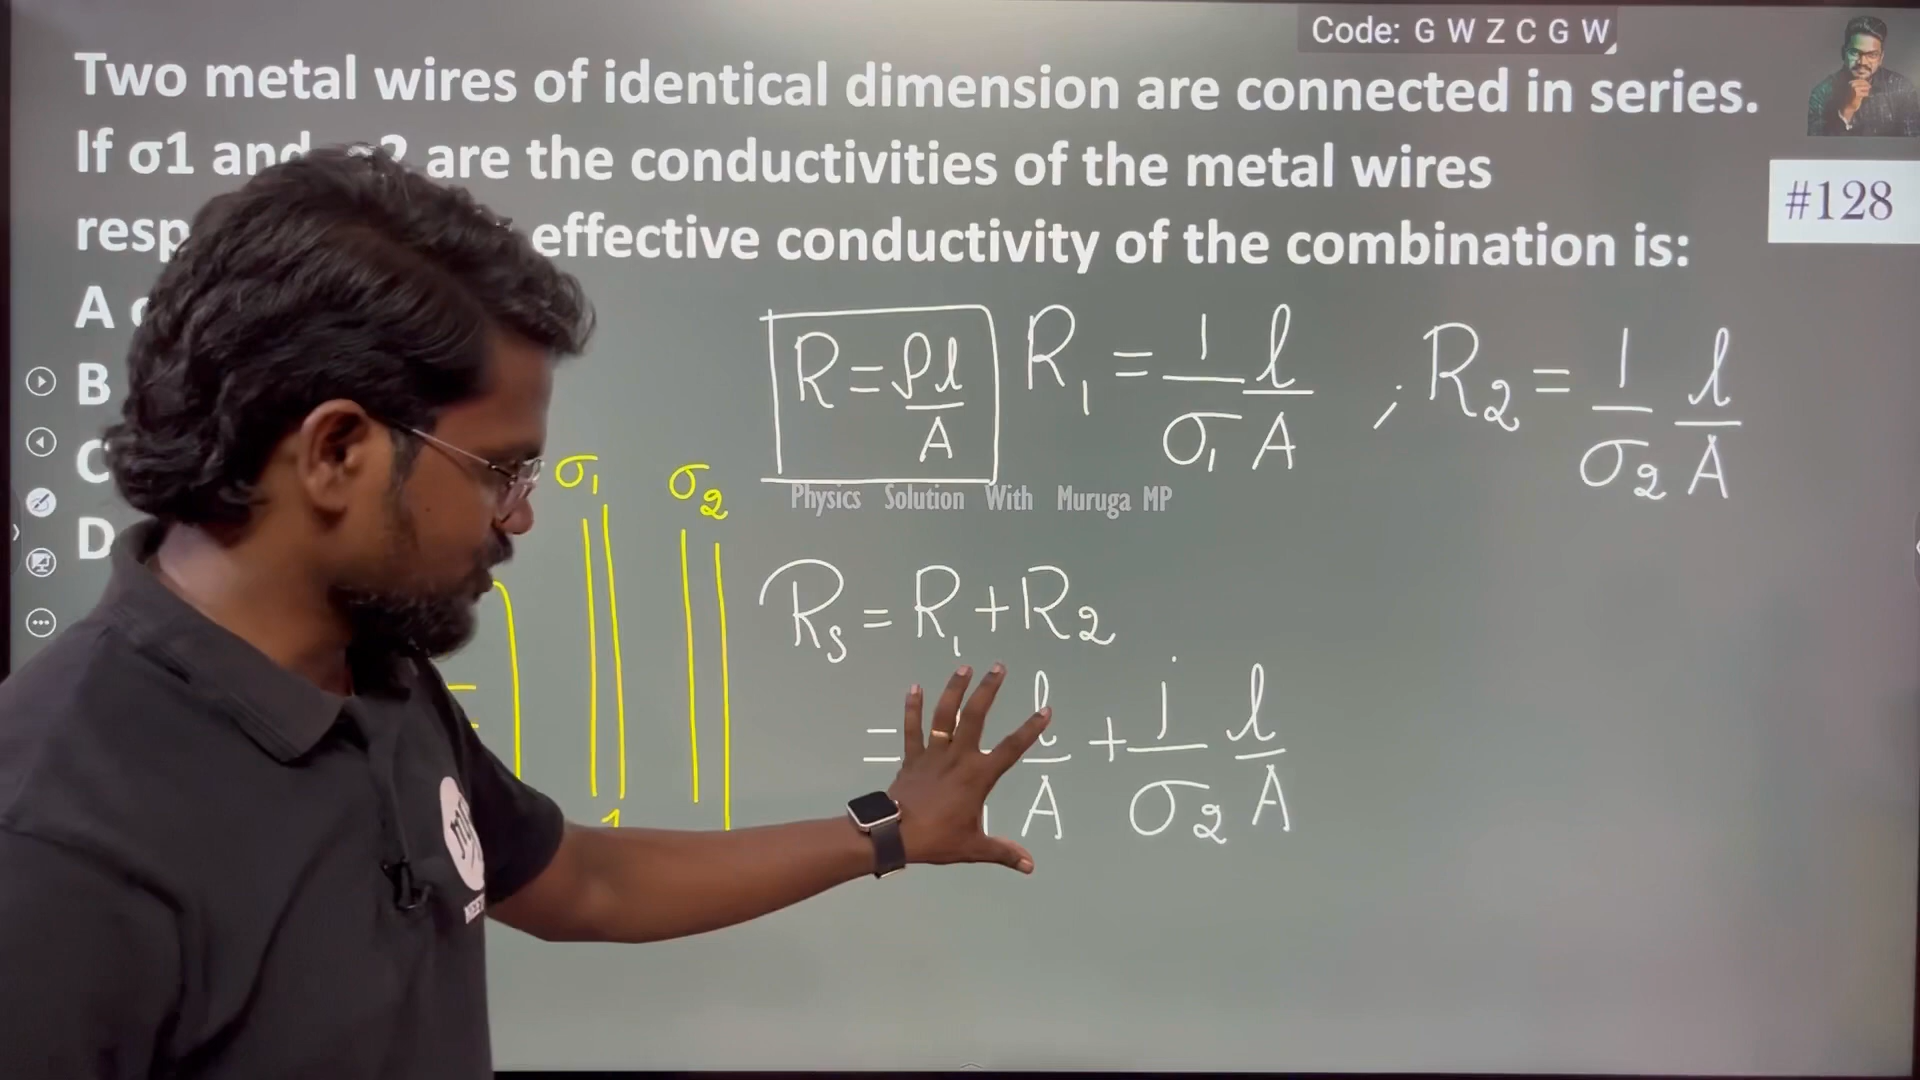 Code: G W Z C G W
Two metal wires of identical dimension are connected in series.
If σ1 and are the conductivities of the metal wires
#128
effective conductivity of the combination is:
A
B
C
D
R = ρl/A
R₁ = 1/σ₁ l/A ; R₂ = 1/σ₂ l/A
σ₁ σ₂
Physics Solution With Muruga MP
Rs = R₁ + R₂
= l/A + 1/σ₂ l/A